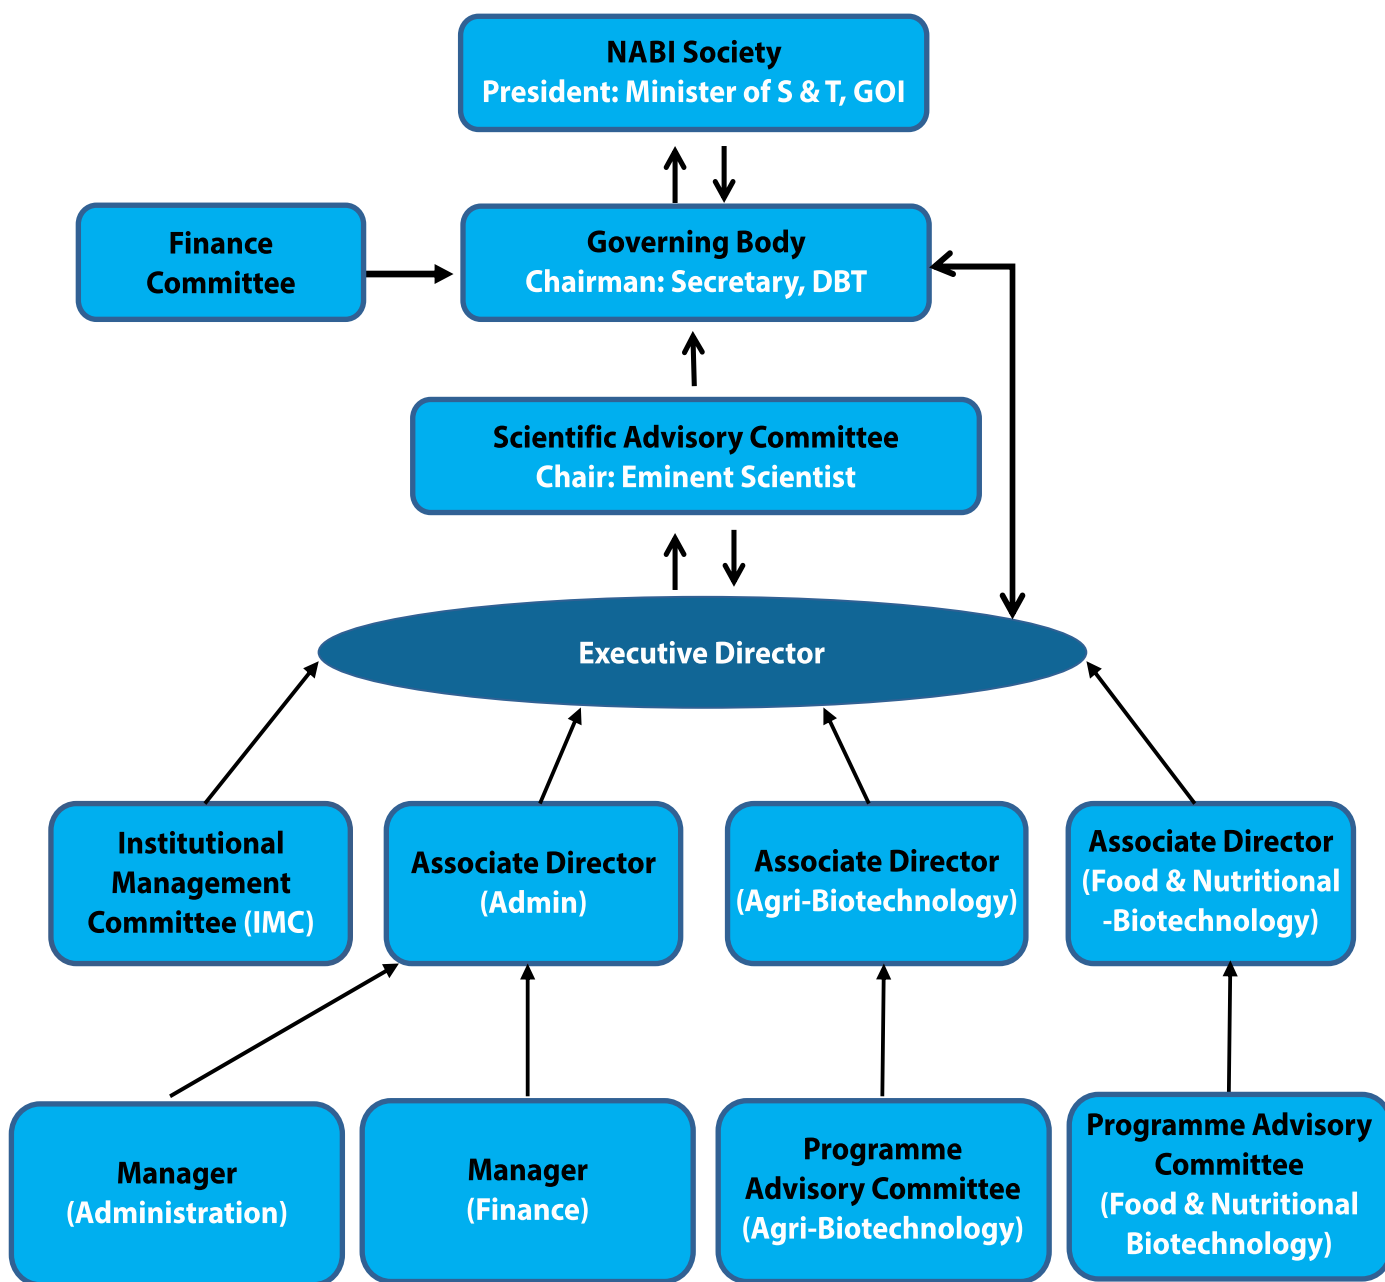 NABI Society
President: Minister of S & T, GOI
Finance
Committee
Governing Body
Chairman: Secretary, DBT
Scientific Advisory Committee
Chair: Eminent Scientist
Executive Director
Institutional
Management
Committee (IMC)
Associate Director
(Admin)
Associate Director
(Agri-Biotechnology)
Associate Director
(Food & Nutritional
-Biotechnology)
Manager
(Administration)
Manager
(Finance)
Programme
Advisory Committee
(Agri-Biotechnology)
Programme Advisory
Committee
(Food & Nutritional
Biotechnology)